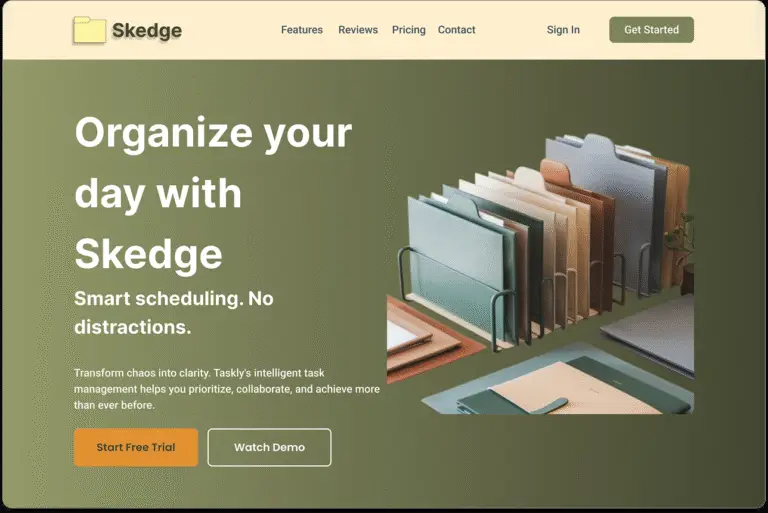 Skedge
Features Reviews Pricing Contact
Sign In
Get Started
Organize your
day with
Skedge
Smart scheduling. No
distractions.
Transform chaos into clarity. Taskly's intelligent task
management helps you prioritize, collaborate, and achieve more
than ever before.
Start Free Trial
Watch Demo